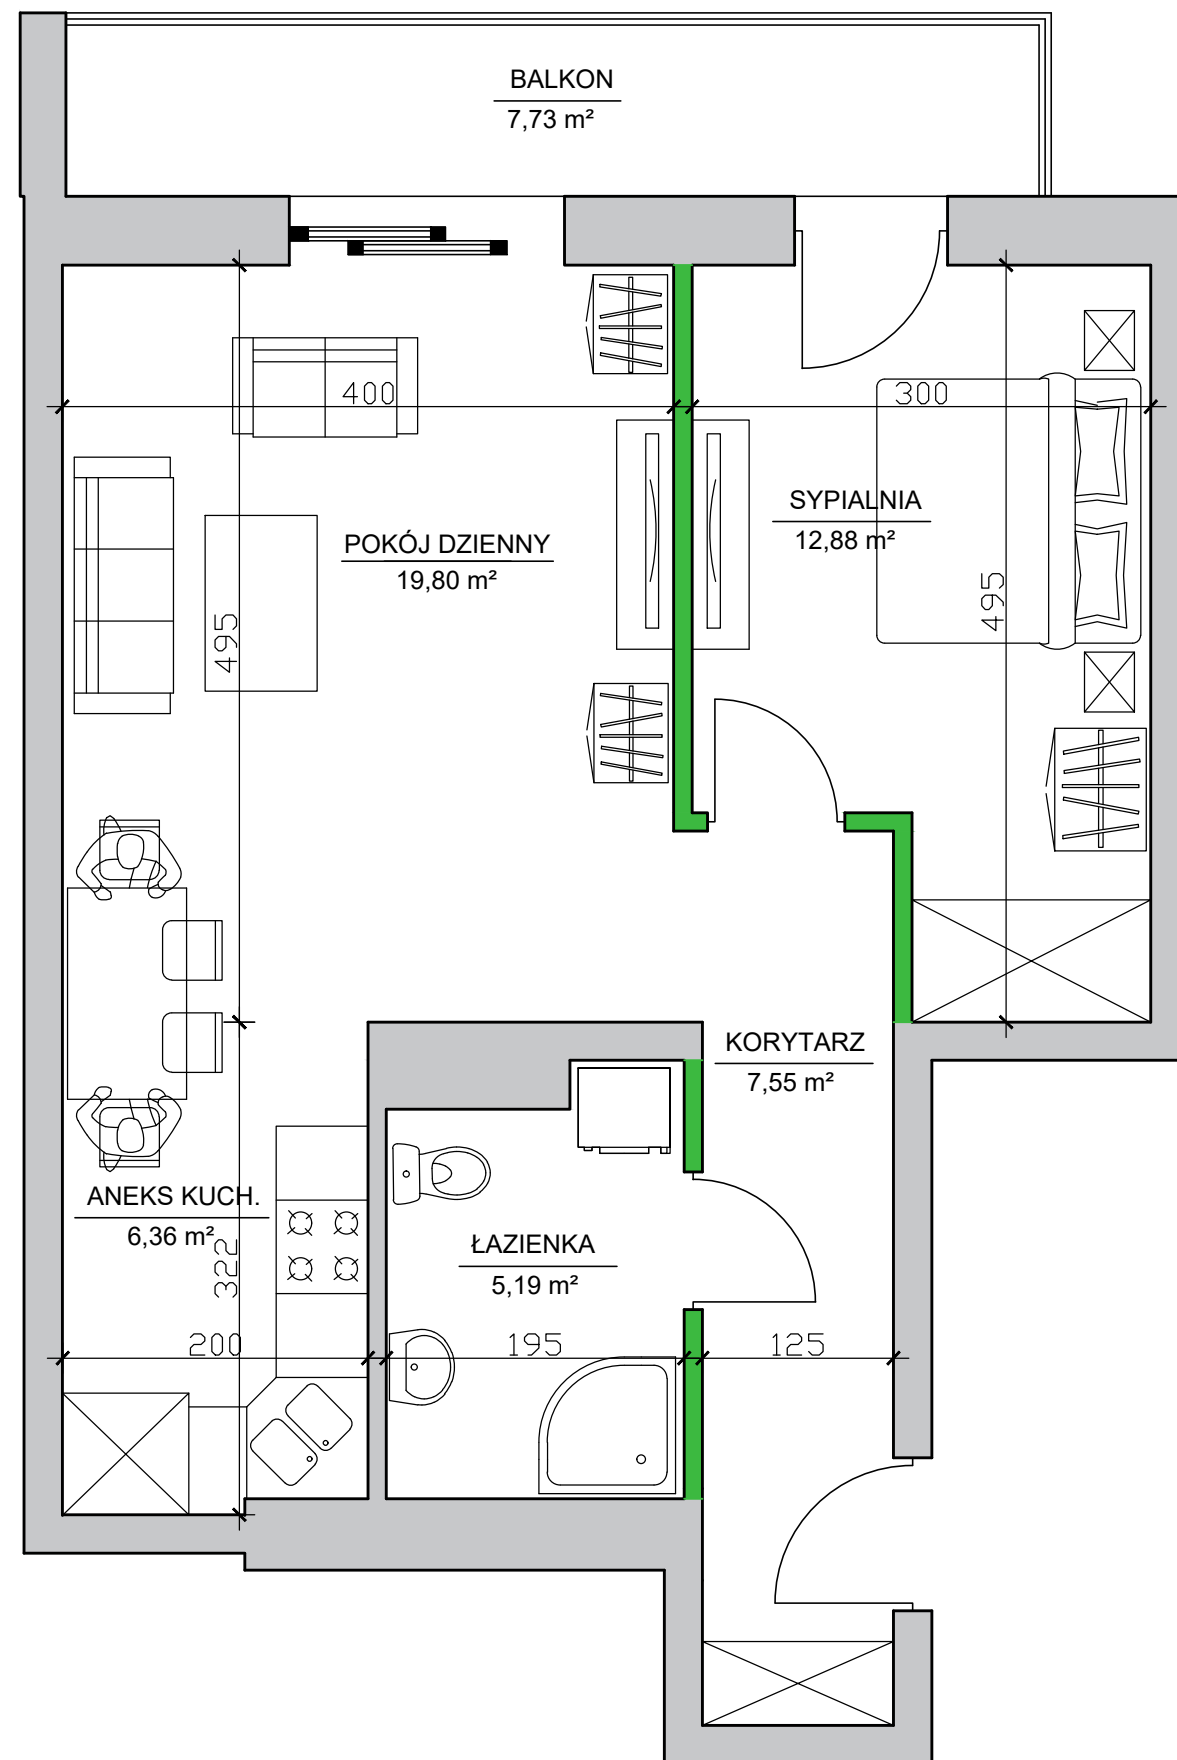 BALKON
7,73 m²
400
300
SYPIALNIA
12,88 m²
POKÓJ DZIENNY
19,80 m²
495
495
KORYTARZ
7,55 m²
ANEKS KUCH.
6,36 m²
322
ŁAZIENKA
5,19 m²
200
195
125